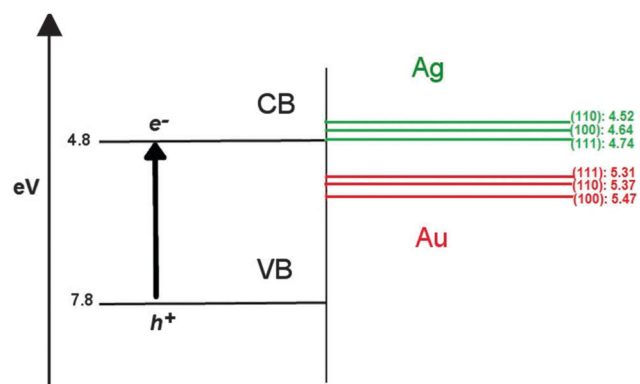 Ag
CB
e-
4.8
(110): 4.52
(100): 4.64
(111): 4.74
eV
(111): 5.31
(110): 5.37
(100): 5.47
Au
VB
7.8
h+